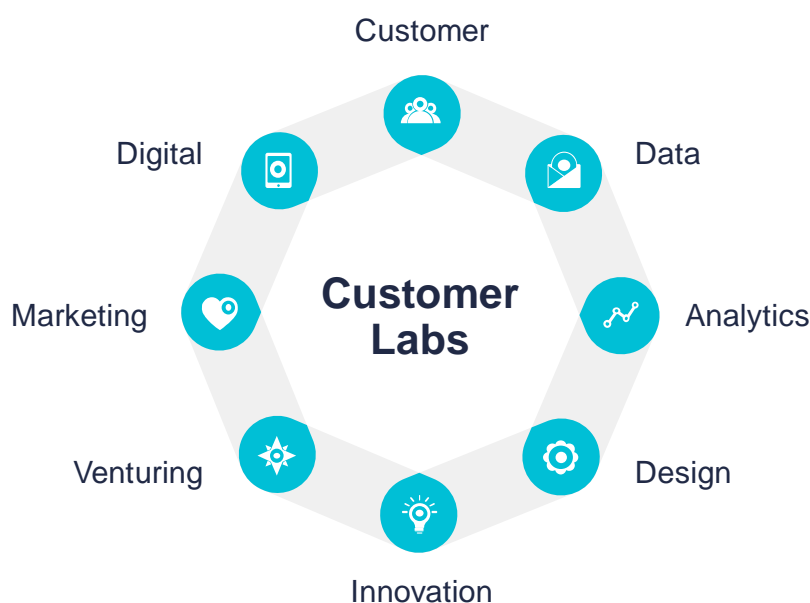 Customer
Digital
Data
Customer
Labs
Marketing
Analytics
Venturing
Design
Innovation